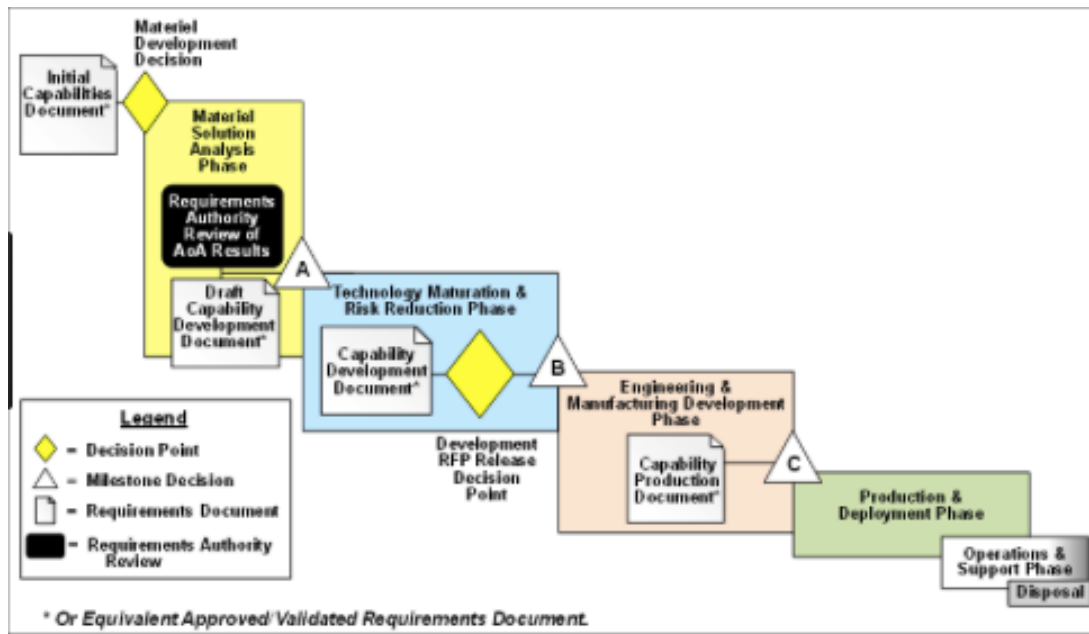 Materiel
Development
Decision
Initial
Capabilities
Document*
Materiel
Solution
Analysis
Phase
Requirements
Authority
Review of
AoA Results
A
Draft
Capability
Development
Document*
Technology Maturation &
Risk Reduction Phase
Capability
Development
Document*
B
Development
RFP Release
Decision
Point
Engineering &
Manufacturing Development
Phase
Capability
Production
Document*
C
Production &
Deployment Phase
Operations &
Support Phase
Disposal
Legend
= Decision Point
= Milestone Decision
= Requirements Document
= Requirements Authority
Review
* Or Equivalent Approved/Validated Requirements Document.